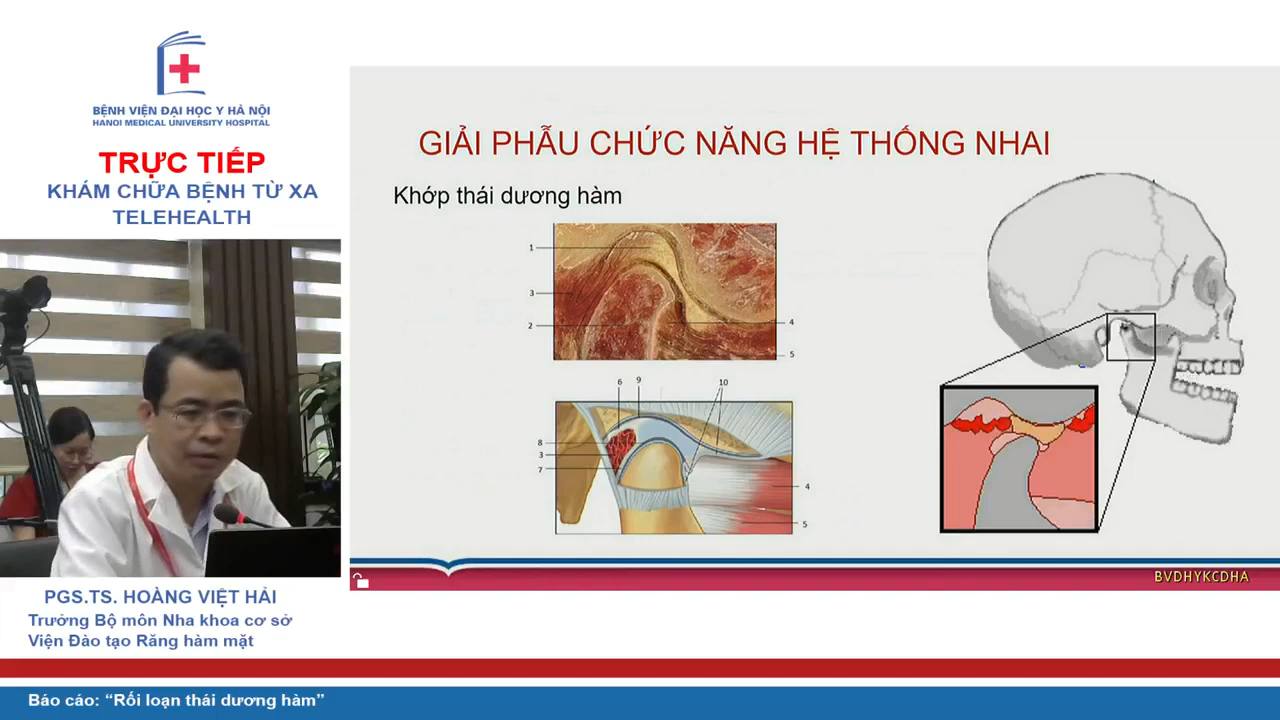 BỆNH VIỆN ĐẠI HỌC Y HÀ NỘI
HANOI MEDICAL UNIVERSITY HOSPITAL
TRỰC TIẾP
KHÁM CHỮA BỆNH TỪ XA
TELEHEALTH
GIẢI PHẪU CHỨC NĂNG HỆ THỐNG NHAI
Khớp thái dương hàm
1
3
2
4
5
6
9
10
8
3
7
4
5
BVDHYKCDHA
PGS.TS. HOÀNG VIỆT HẢI
Trưởng Bộ môn Nha khoa cơ sở
Viện Đào tạo Răng hàm mặt
Báo cáo: “Rối loạn thái dương hàm”